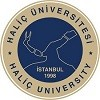 HALİÇ ÜNİVERSİTESİ
İSTANBUL
1998
HALİÇ UNIVERSITY